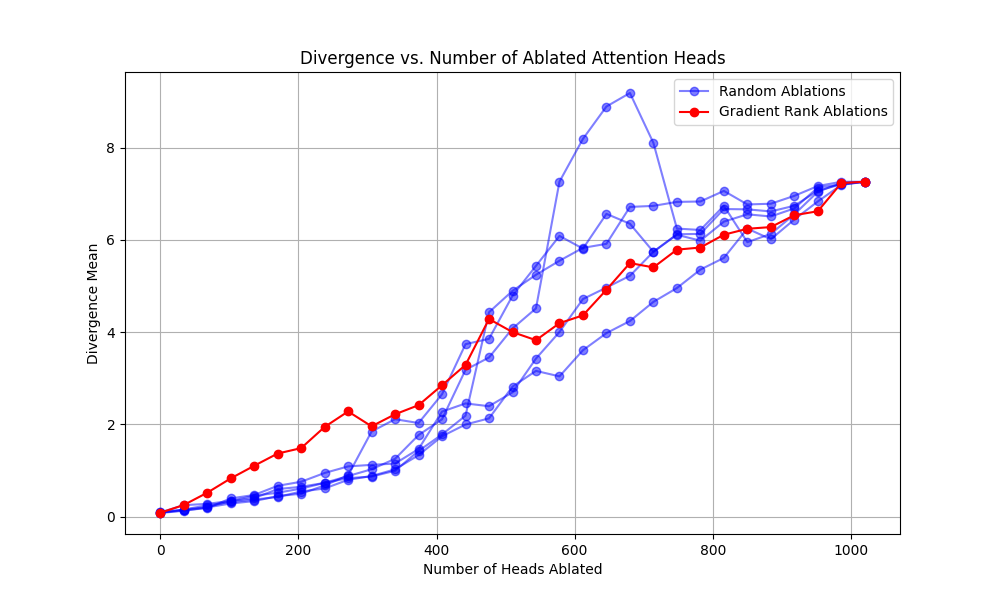 Divergence vs. Number of Ablated Attention Heads
Random Ablations
Gradient Rank Ablations
Divergence Mean
8
6
4
2
0
0 200 400 600 800 1000
Number of Heads Ablated